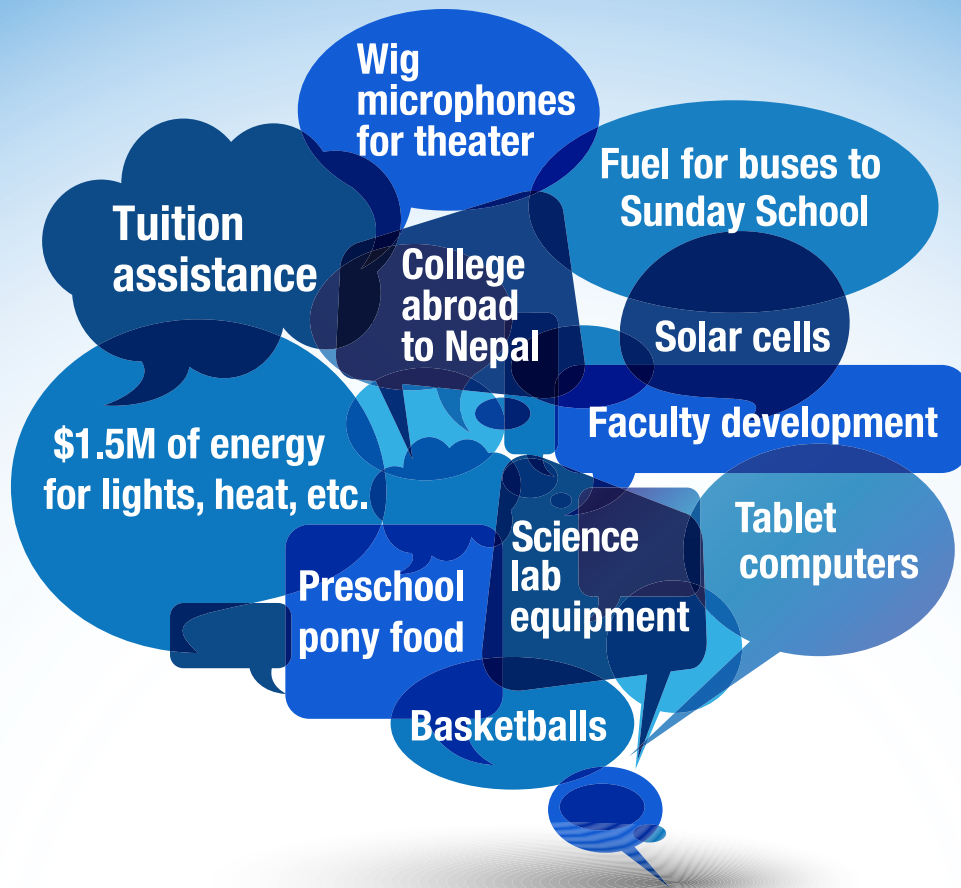 Wig
microphones
for theater
Fuel for buses to
Sunday School
Tuition
assistance
College
abroad
to Nepal
Solar cells
Faculty development
$1.5M of energy
for lights, heat, etc.
Tablet
computers
Science
lab
equipment
Preschool
pony food
Basketballs